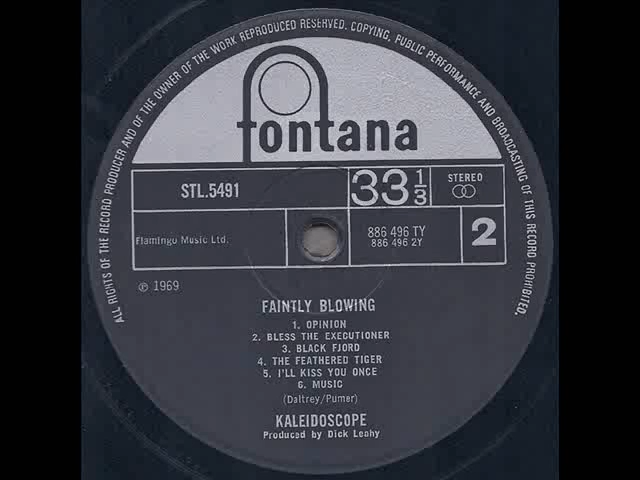 ALL RIGHTS OF THE RECORD PRODUCER AND OF THE OWNER OF THE WORK REPRODUCED RESERVED. COPYING, PUBLIC PERFORMANCE AND BROADCASTING OF THIS RECORD PROHIBITED.
fontana
STL.5491
33 1/3
STEREO
Flamingo Music Ltd.
886 496 TY
886 496 2Y
2
℗ 1969
FAINTLY BLOWING
1. OPINION
2. BLESS THE EXECUTIONER
3. BLACK FJORD
4. THE FEATHERED TIGER
5. I'LL KISS YOU ONCE
6. MUSIC
(Daltrey/Pumer)
KALEIDOSCOPE
Produced by Dick Leahy